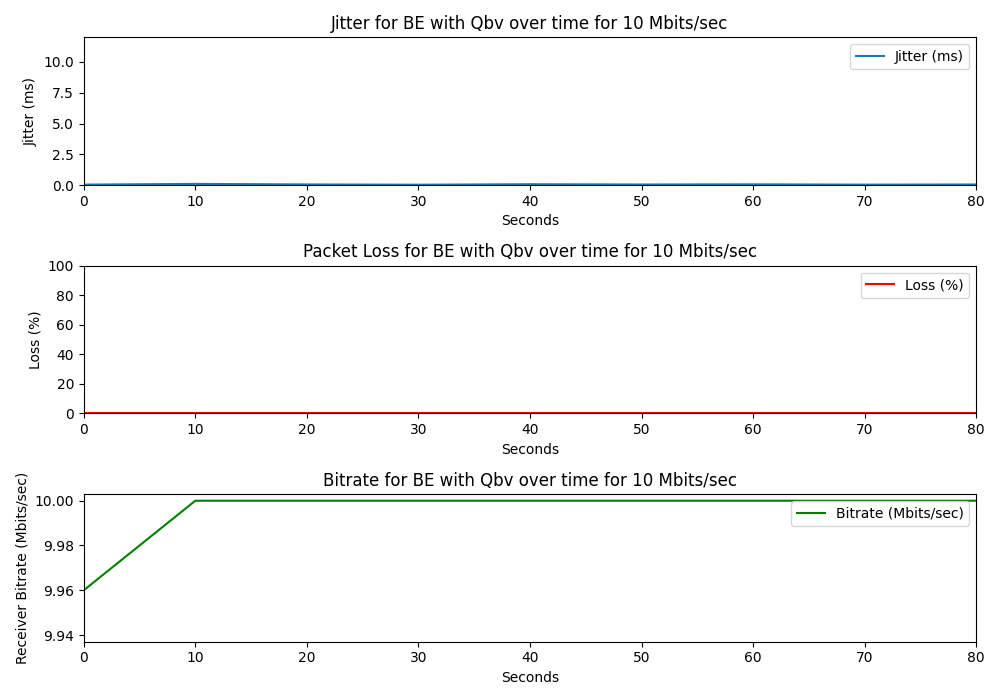 Jitter for BE with Qbv over time for 10 Mbits/sec
Jitter (ms)
10.0
7.5
5.0
2.5
0.0
Jitter (ms)
0 10 20 30 40 50 60 70 80
Seconds
Packet Loss for BE with Qbv over time for 10 Mbits/sec
Loss (%)
100
80
60
40
20
0
Loss (%)
0 10 20 30 40 50 60 70 80
Seconds
Bitrate for BE with Qbv over time for 10 Mbits/sec
Receiver Bitrate (Mbits/sec)
10.00
9.98
9.96
9.94
Bitrate (Mbits/sec)
0 10 20 30 40 50 60 70 80
Seconds